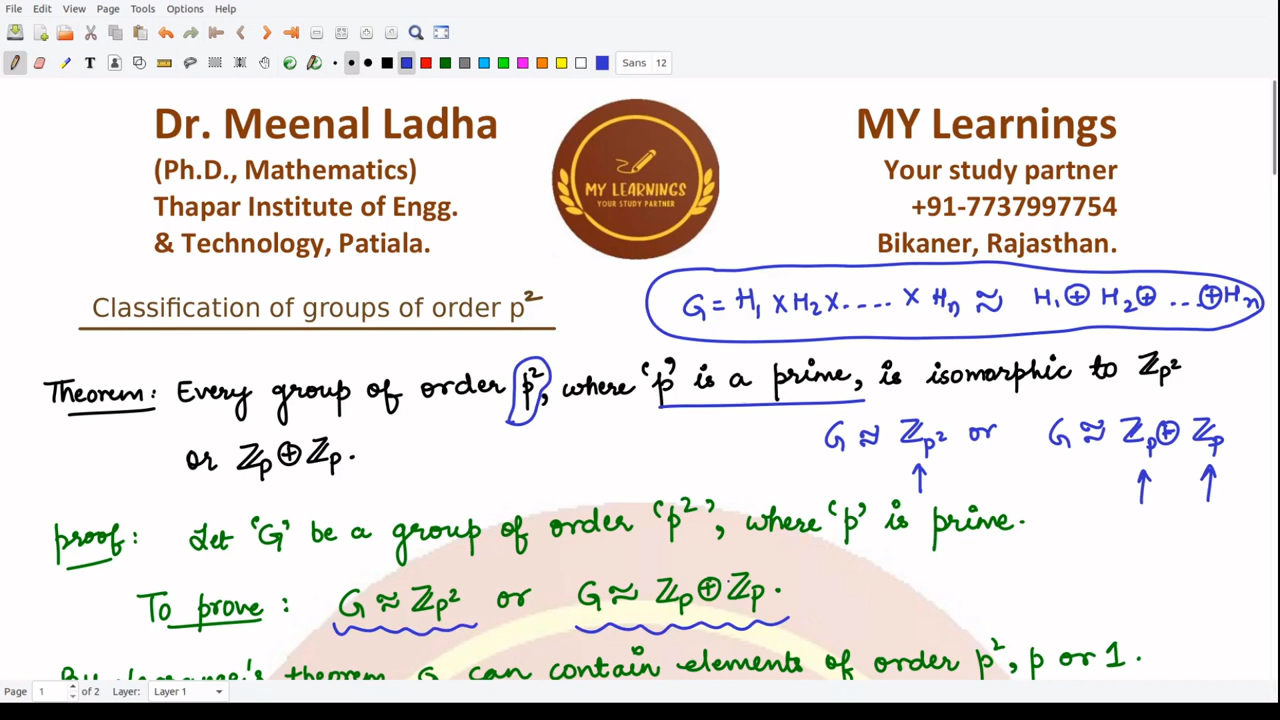 File Edit View Page Tools Options Help
Sans 12
Dr. Meenal Ladha
(Ph.D., Mathematics)
Thapar Institute of Engg.
& Technology, Patiala.
MY LEARNINGS
YOUR STUDY PARTNER
MY Learnings
Your study partner
+91-7737997754
Bikaner, Rajasthan.
Classification of groups of order p²
G = H₁ × H₂ × ..... × Hₙ ≈ H₁ ⊕ H₂ ⊕ ... ⊕ Hₙ
Theorem: Every group of order p², where 'p' is a prime, is isomorphic to ℤp²
or ℤp ⊕ ℤp.
G ≈ ℤp² or G ≈ ℤp ⊕ ℤp
proof: Let 'G' be a group of order 'p²', where 'p' is prime.
To prove: G ≈ ℤp² or G ≈ ℤp ⊕ ℤp.
By Lagrange's theorem, G can contain elements of order p², p or 1.
Page 1 of 2 Layer: Layer 1